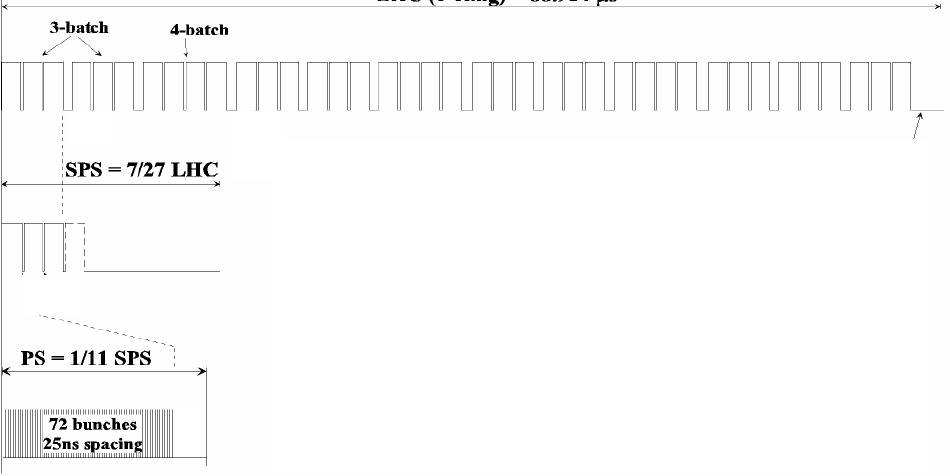 3-batch
4-batch
SPS = 7/27 LHC
PS = 1/11 SPS
72 bunches
25ns spacing